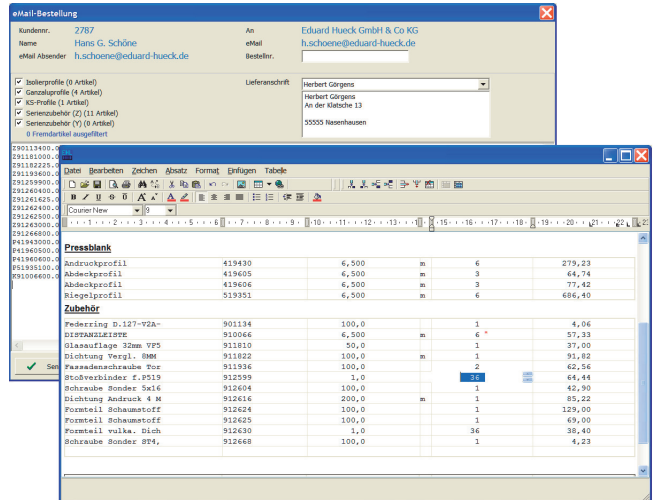 eMail-Bestellung
Kundennr. 2787 An Eduard Hueck GmbH & Co KG
Name Hans G. Schöne eMail h.schoene@eduard-hueck.de
eMail Absender h.schoene@eduard-hueck.de Bestellnr.
Isolierprofile (0 Artikel) Lieferanschrift Herbert Görgens
Ganzaluprofile (4 Artikel) Herbert Görgens
KS-Profile (1 Artikel) An der Klatsche 13
Serienzubehör (Z) (11 Artikel)
Serienzubehör (Y) (0 Artikel) 55555 Nasenhausen
0 Fremdartikel ausgefiltert
Z90113400.0
Z91181000.0
Z91182225.0
Z91193600.0
Z91259900.0
Z91260400.0
Z91261625.0
Z91262400.0
Z91262500.0
Z91263000.0
Z91266800.0
P41943000.0
P41960500.0
P41960600.0
P51935100.0
K91006600.0
Sen
Datei Bearbeiten Zeichen Absatz Format Einfügen Tabelle
Courier New 9
Pressblank
Andruckprofil 419430 6,500 m 6 279,23
Abdeckprofil 419605 6,500 m 3 64,74
Abdeckprofil 419606 6,500 m 3 77,42
Riegelprofil 519351 6,500 m 6 686,40
Zubehör
Federring D.127-V2A- 901134 100,0 1 4,06
DISTANZLEISTE 910066 6,500 m 6 * 57,33
Glasauflage 32mm VF5 911810 50,0 1 37,00
Dichtung Vergl. 8MM 911822 100,0 m 1 91,82
Fassadenschraube Tor 911936 100,0 2 62,56
Stoßverbinder f.P519 912599 1,0 36 64,44
Schraube Sonder 5x16 912604 100,0 1 42,90
Dichtung Andruck 4 M 912616 200,0 m 1 85,22
Formteil Schaumstoff 912624 100,0 1 129,00
Formteil Schaumstoff 912625 100,0 1 69,00
Formteil vulka. Dich 912630 1,0 36 38,40
Schraube Sonder ST4, 912668 100,0 1 4,23